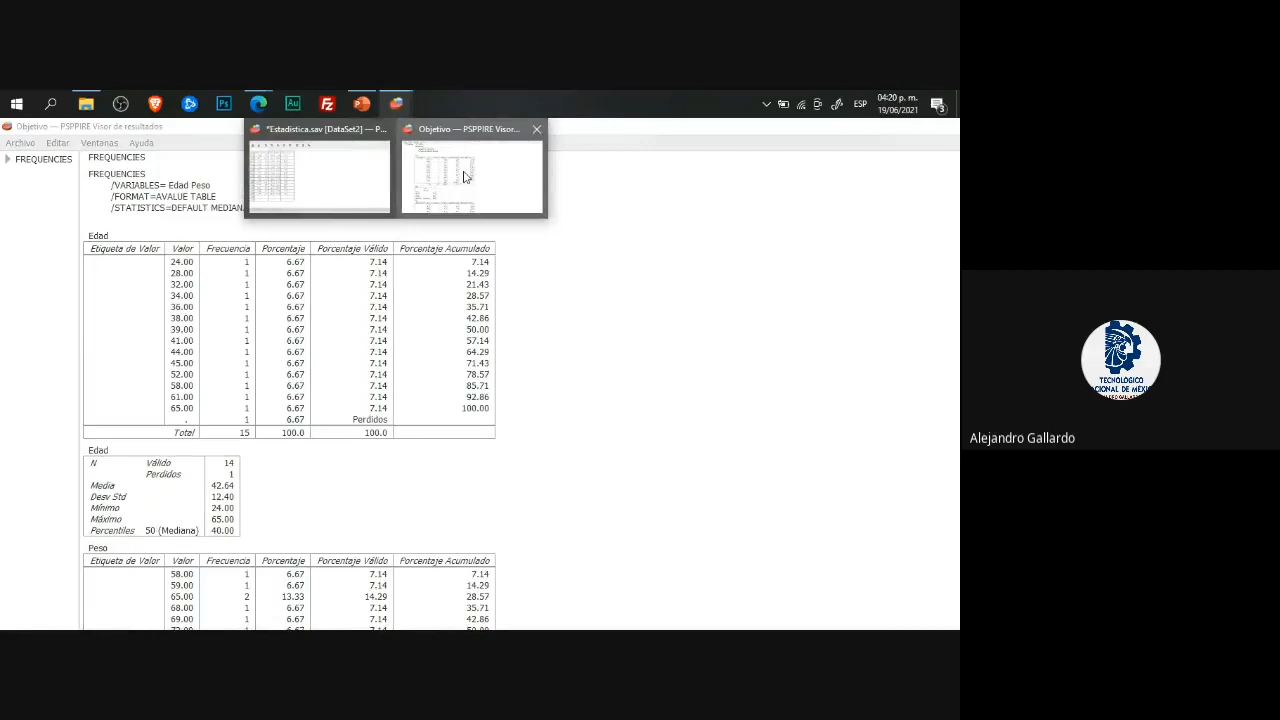 04:20 p. m.
ESP
19/06/2021
3
Ps
Au
Fz
Objetivo — PSPPIRE Visor de resultados
*Estadistica.sav [DataSet2] — P...
Objetivo — PSPPIRE Visor...
Archivo Editar Ventanas Ayuda
FREQUENCIES
FREQUENCIES
FREQUENCIES
/VARIABLES= Edad Peso
/FORMAT=AVALUE TABLE
/STATISTICS=DEFAULT MEDIAN
Edad
Etiqueta de Valor Valor Frecuencia Porcentaje Porcentaje Válido Porcentaje Acumulado
24.00 1 6.67 7.14 7.14
28.00 1 6.67 7.14 14.29
32.00 1 6.67 7.14 21.43
34.00 1 6.67 7.14 28.57
36.00 1 6.67 7.14 35.71
38.00 1 6.67 7.14 42.86
39.00 1 6.67 7.14 50.00
41.00 1 6.67 7.14 57.14
44.00 1 6.67 7.14 64.29
45.00 1 6.67 7.14 71.43
52.00 1 6.67 7.14 78.57
58.00 1 6.67 7.14 85.71
61.00 1 6.67 7.14 92.86
65.00 1 6.67 7.14 100.00
. 1 6.67 Perdidos
Total 15 100.0 100.0
Edad
N Válido 14
Perdidos 1
Media 42.64
Desv Std 12.40
Mínimo 24.00
Máximo 65.00
Percentiles 50 (Mediana) 40.00
Peso
Etiqueta de Valor Valor Frecuencia Porcentaje Porcentaje Válido Porcentaje Acumulado
58.00 1 6.67 7.14 7.14
59.00 1 6.67 7.14 14.29
65.00 2 13.33 14.29 28.57
68.00 1 6.67 7.14 35.71
69.00 1 6.67 7.14 42.86
TECNOLÓGICO
Alejandro Gallardo